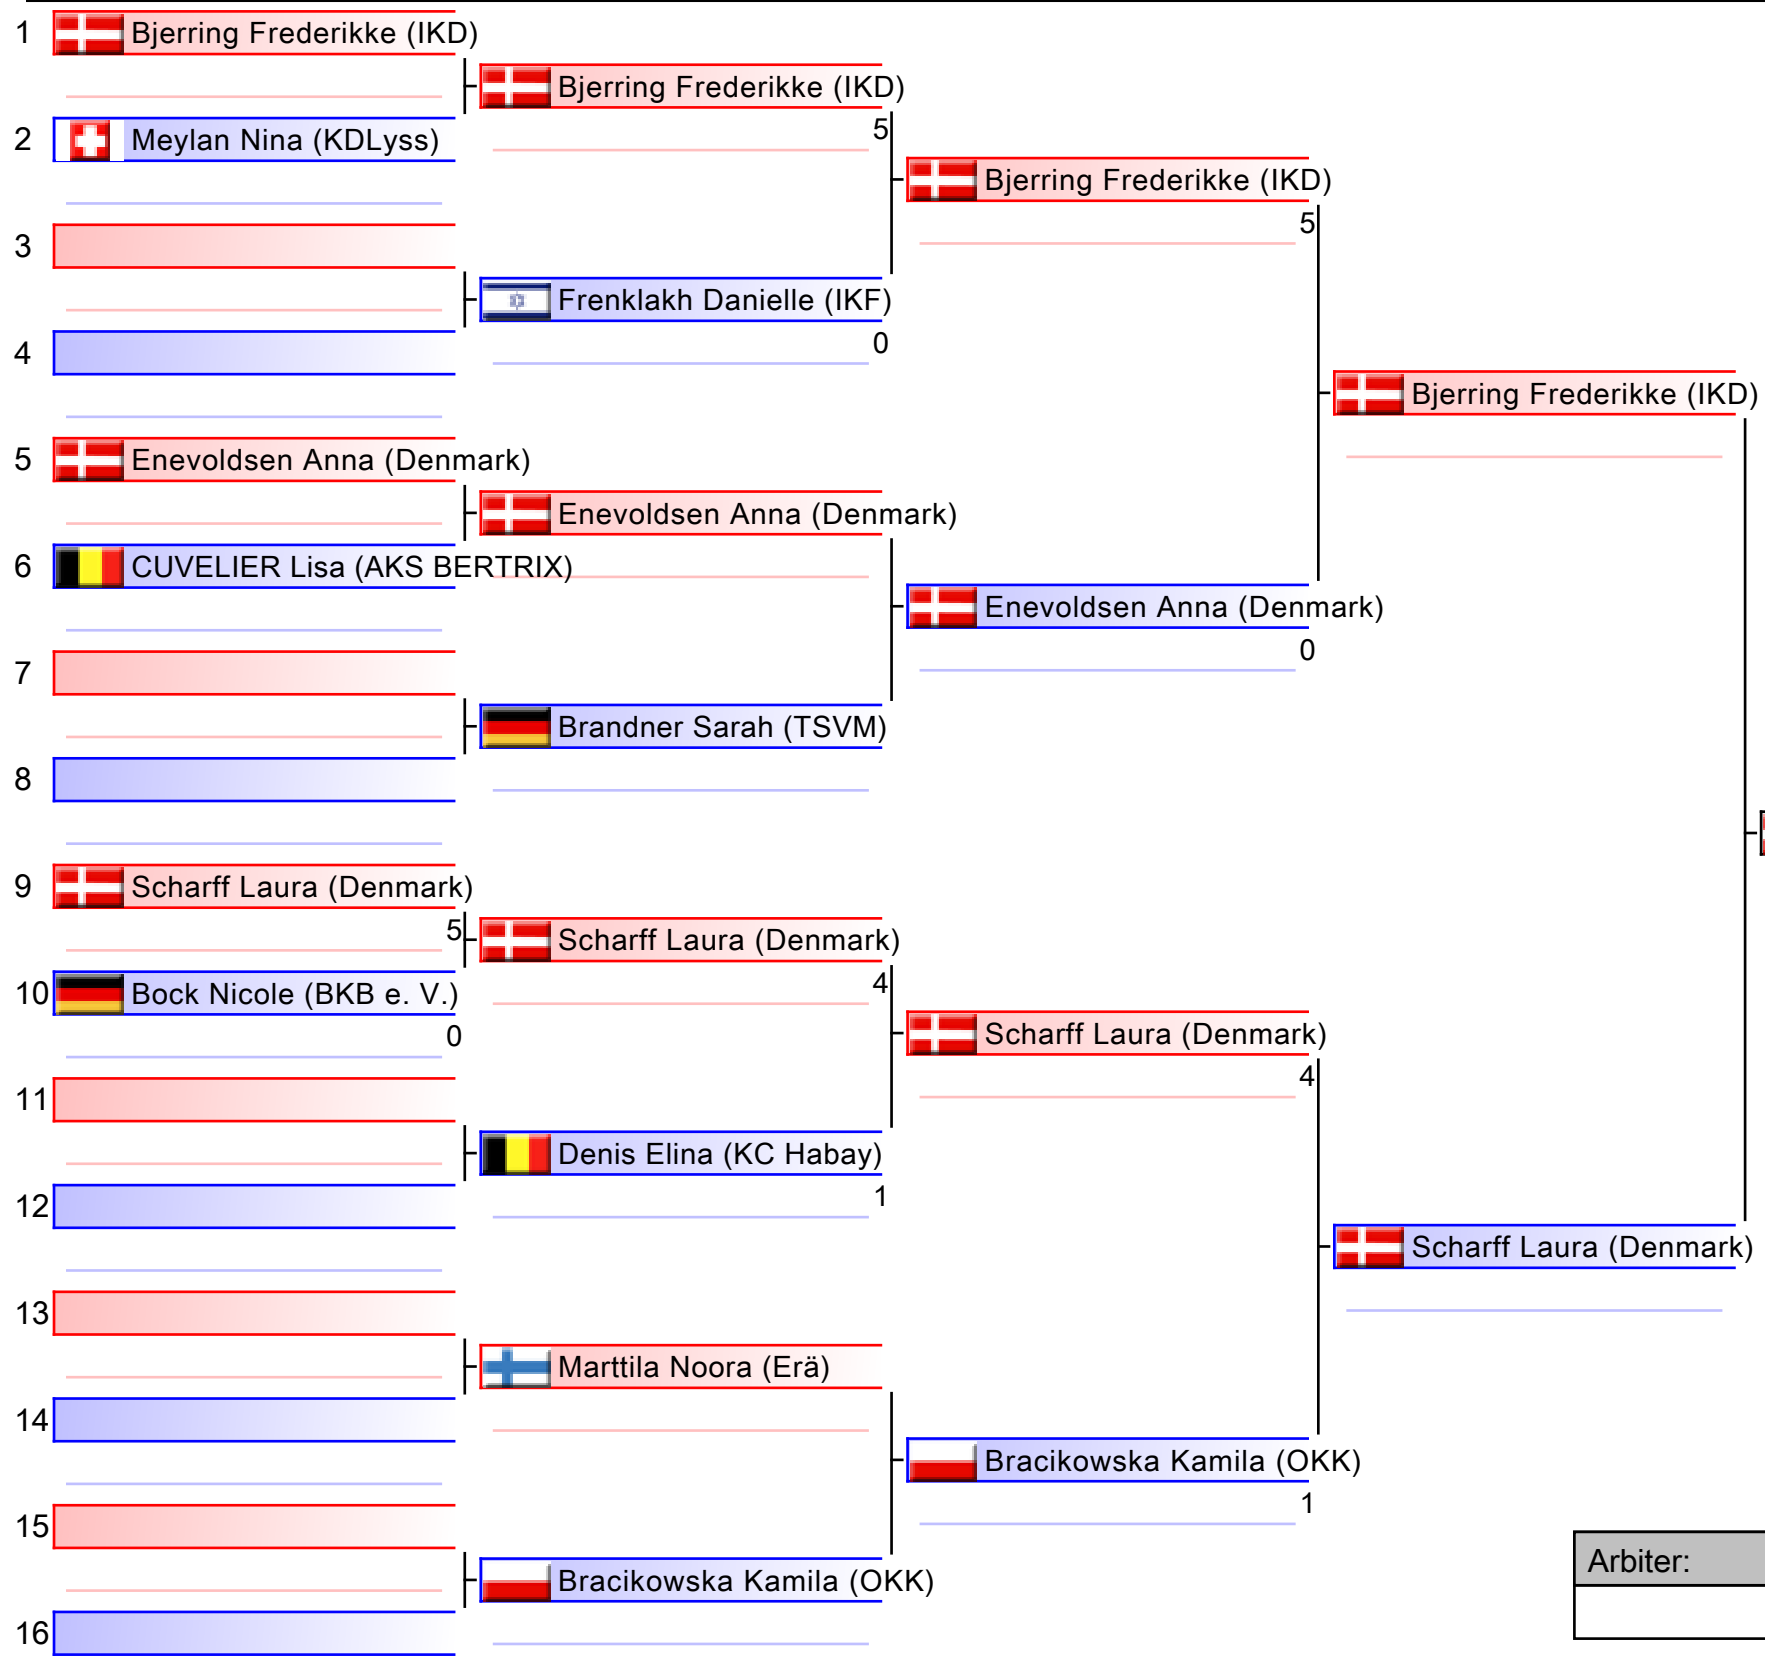 1 Bjerring Frederikke (IKD)
Bjerring Frederikke (IKD)
5
2 Meylan Nina (KDLyss)
Bjerring Frederikke (IKD)
5
3
Frenklakh Danielle (IKF)
0
4
Bjerring Frederikke (IKD)
5 Enevoldsen Anna (Denmark)
Enevoldsen Anna (Denmark)
6 CUVELIER Lisa (AKS BERTRIX)
Enevoldsen Anna (Denmark)
0
7
Brandner Sarah (TSVM)
8
9 Scharff Laura (Denmark)
5
Scharff Laura (Denmark)
4
10 Bock Nicole (BKB e. V.)
0
Scharff Laura (Denmark)
4
11
Denis Elina (KC Habay)
1
12
Scharff Laura (Denmark)
13
Marttila Noora (Erä)
14
Bracikowska Kamila (OKK)
1
15
Bracikowska Kamila (OKK)
16
Arbiter: